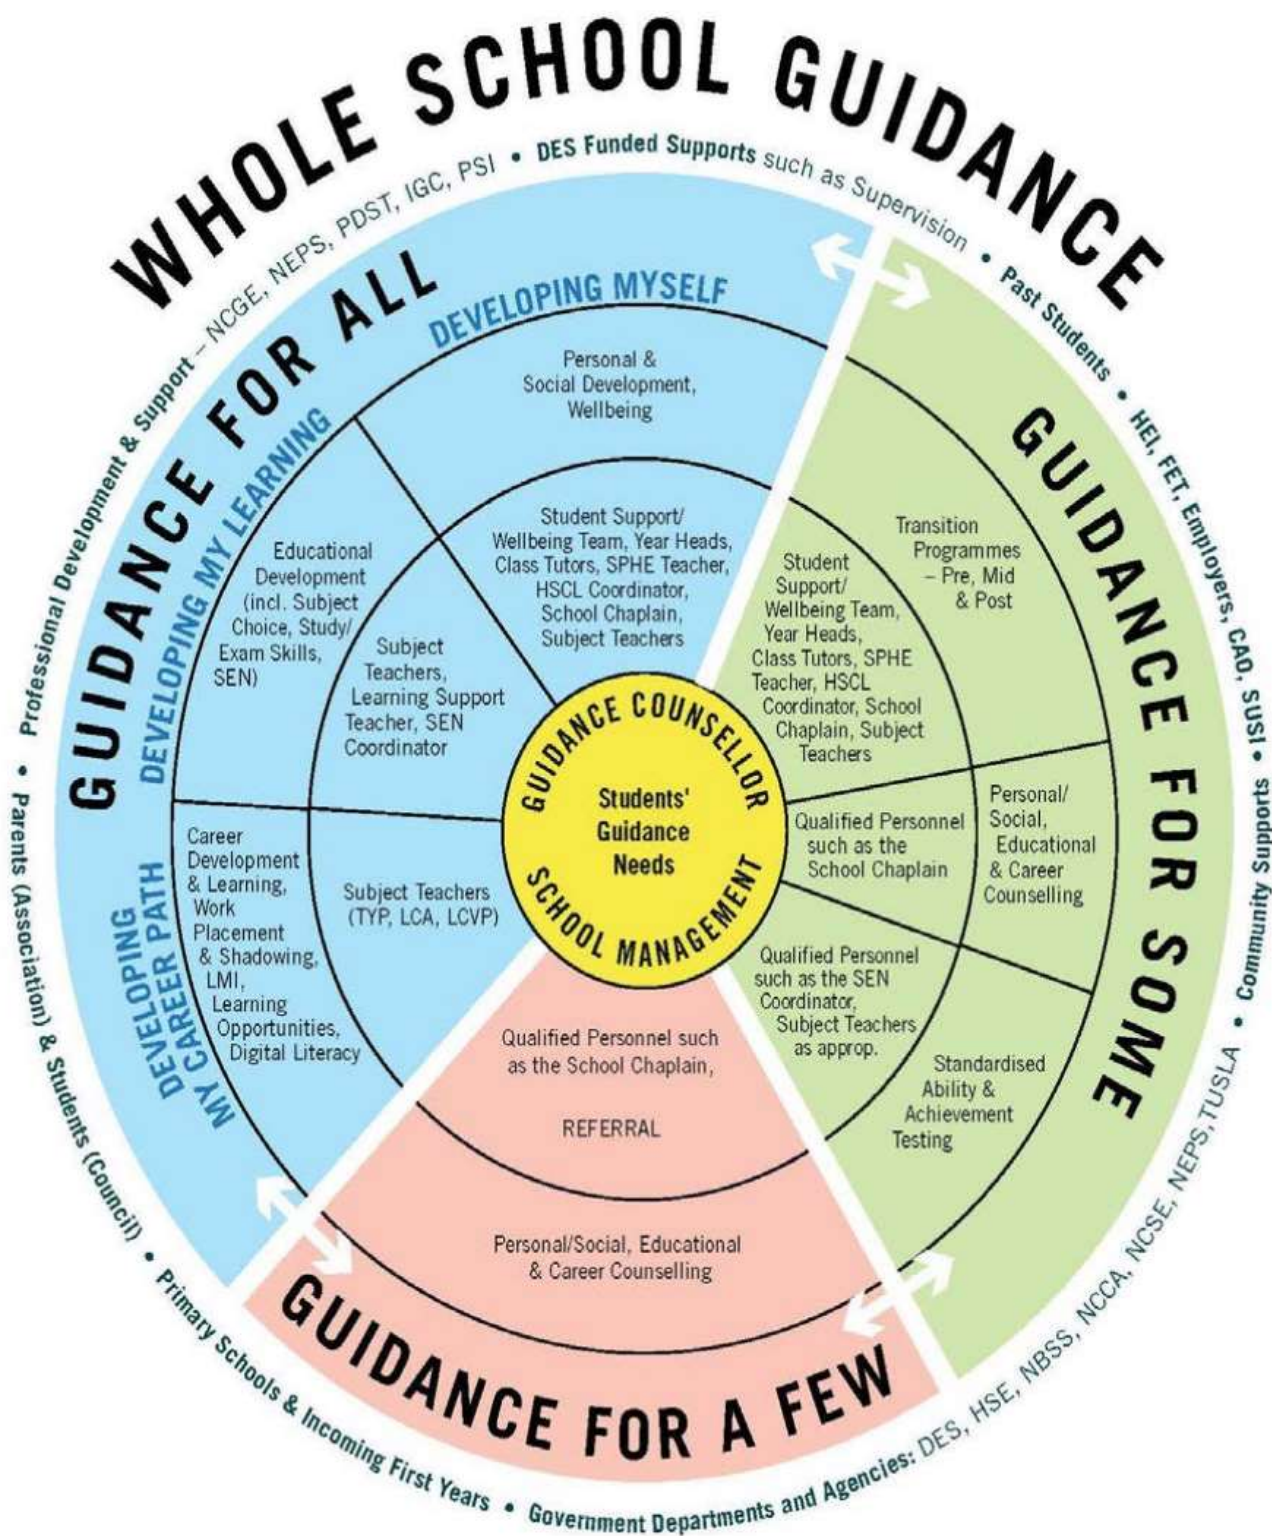 WHOLE SCHOOL GUIDANCE
Professional Development & Support – NCGE, NEPS, PDST, IGC, PSI • DES Funded Supports such as Supervision • Past Students • HEI, FET, Employers, CAO, SUSI • Community Supports •
Government Departments and Agencies: DES, HSE, NBSS, NCCA, NCSE, NEPS, TUSLA •
Primary Schools & Incoming First Years •
Parents (Association) & Students (Council) •
GUIDANCE FOR ALL
DEVELOPING MYSELF
Personal &
Social Development,
Wellbeing
Student Support/
Wellbeing Team, Year Heads,
Class Tutors, SPHE Teacher,
HSCL Coordinator,
School Chaplain,
Subject Teachers
DEVELOPING MY LEARNING
Educational
Development
(incl. Subject
Choice, Study/
Exam Skills,
SEN)
Subject
Teachers,
Learning Support
Teacher, SEN
Coordinator
DEVELOPING
MY CAREER PATH
Career
Development
& Learning,
Work
Placement
& Shadowing,
LMI,
Learning
Opportunities,
Digital Literacy
Subject Teachers
(TYP, LCA, LCVP)
GUIDANCE FOR SOME
Transition
Programmes
– Pre, Mid
& Post
Student
Support/
Wellbeing Team,
Year Heads,
Class Tutors, SPHE
Teacher, HSCL
Coordinator, School
Chaplain, Subject
Teachers
Personal/
Social,
Educational
& Career
Counselling
Qualified Personnel
such as the
School Chaplain
Qualified Personnel
such as the SEN
Coordinator,
Subject Teachers
as approp.
Standardised
Ability &
Achievement
Testing
GUIDANCE COUNSELLOR
Students'
Guidance
Needs
SCHOOL MANAGEMENT
Qualified Personnel such
as the School Chaplain,
REFERRAL
Personal/Social, Educational
& Career Counselling
GUIDANCE FOR A FEW